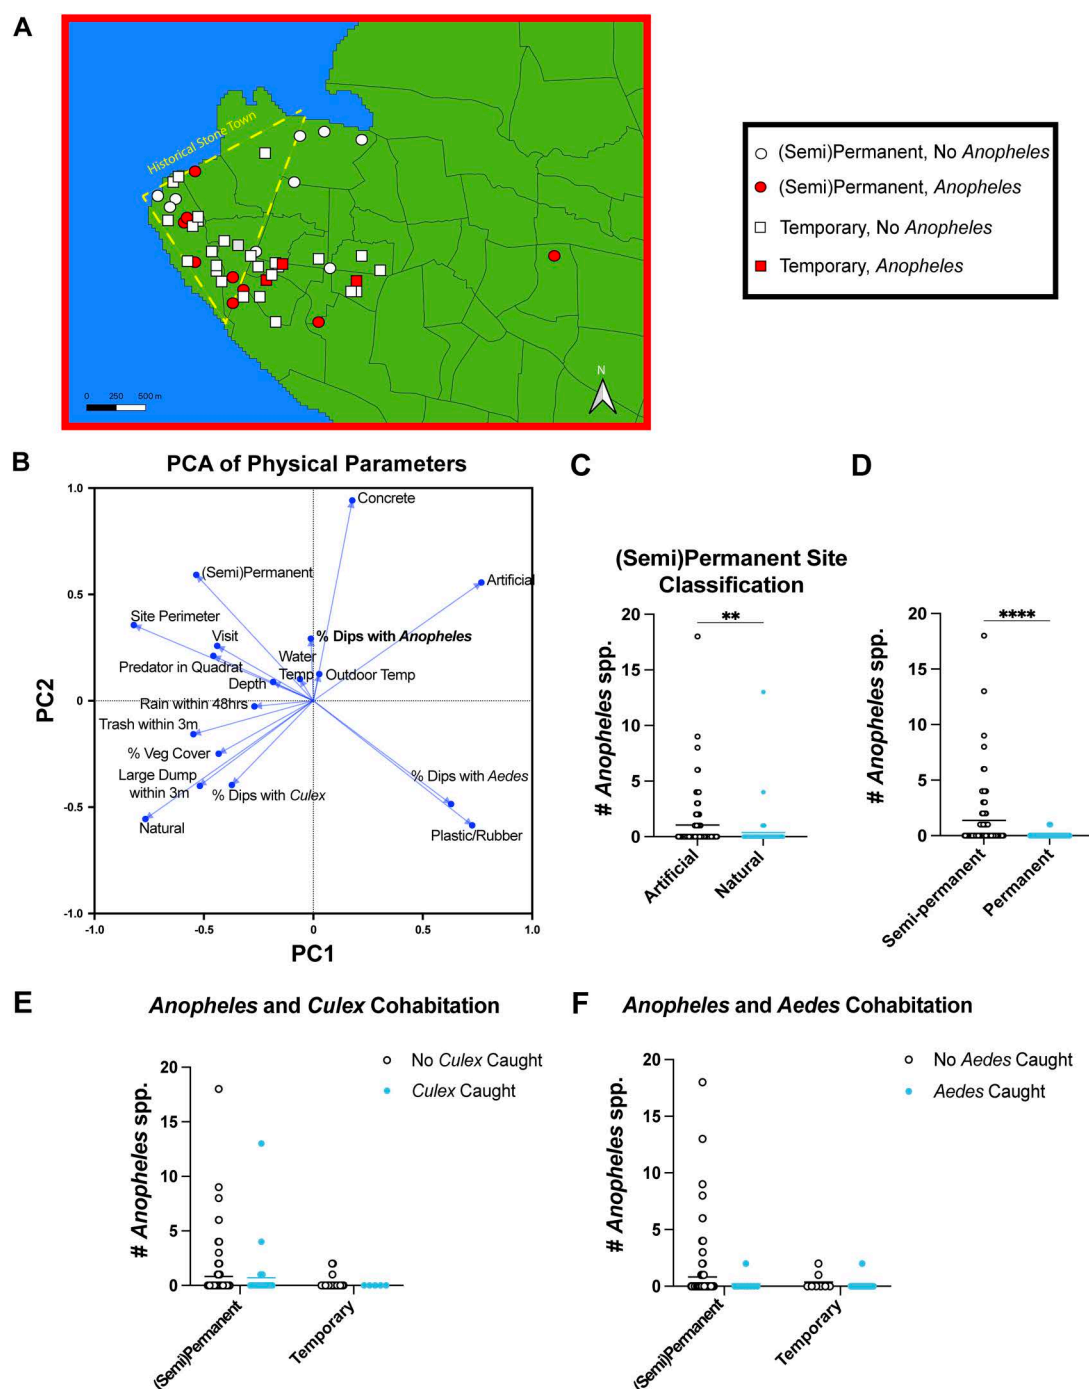 A
Historical Stone Town
N
0 250 500 m
(Semi)Permanent, No Anopheles
(Semi)Permanent, Anopheles
Temporary, No Anopheles
Temporary, Anopheles
B
PCA of Physical Parameters
1.0
0.5
0
-0.5
-1.0
PC2
Concrete
(Semi)Permanent
Artificial
Site Perimeter
Visit
% Dips with Anopheles
Predator in Quadrat
Water
Temp
Outdoor Temp
Depth
Rain within 48hrs
Trash within 3m
% Veg Cover
Large Dump
within 3m
% Dips with Culex
% Dips with Aedes
Natural
Plastic/Rubber
-1.0 -0.5 0 0.5 1.0
PC1
C
D
(Semi)Permanent Site
Classification
# Anopheles spp.
20
15
10
5
0
**
Artificial
Natural
# Anopheles spp.
20
15
10
5
0
****
Semi-permanent
Permanent
E
Anopheles and Culex Cohabitation
No Culex Caught
Culex Caught
# Anopheles spp.
20
15
10
5
0
(Semi)Permanent
Temporary
F
Anopheles and Aedes Cohabitation
No Aedes Caught
Aedes Caught
# Anopheles spp.
20
15
10
5
0
(Semi)Permanent
Temporary